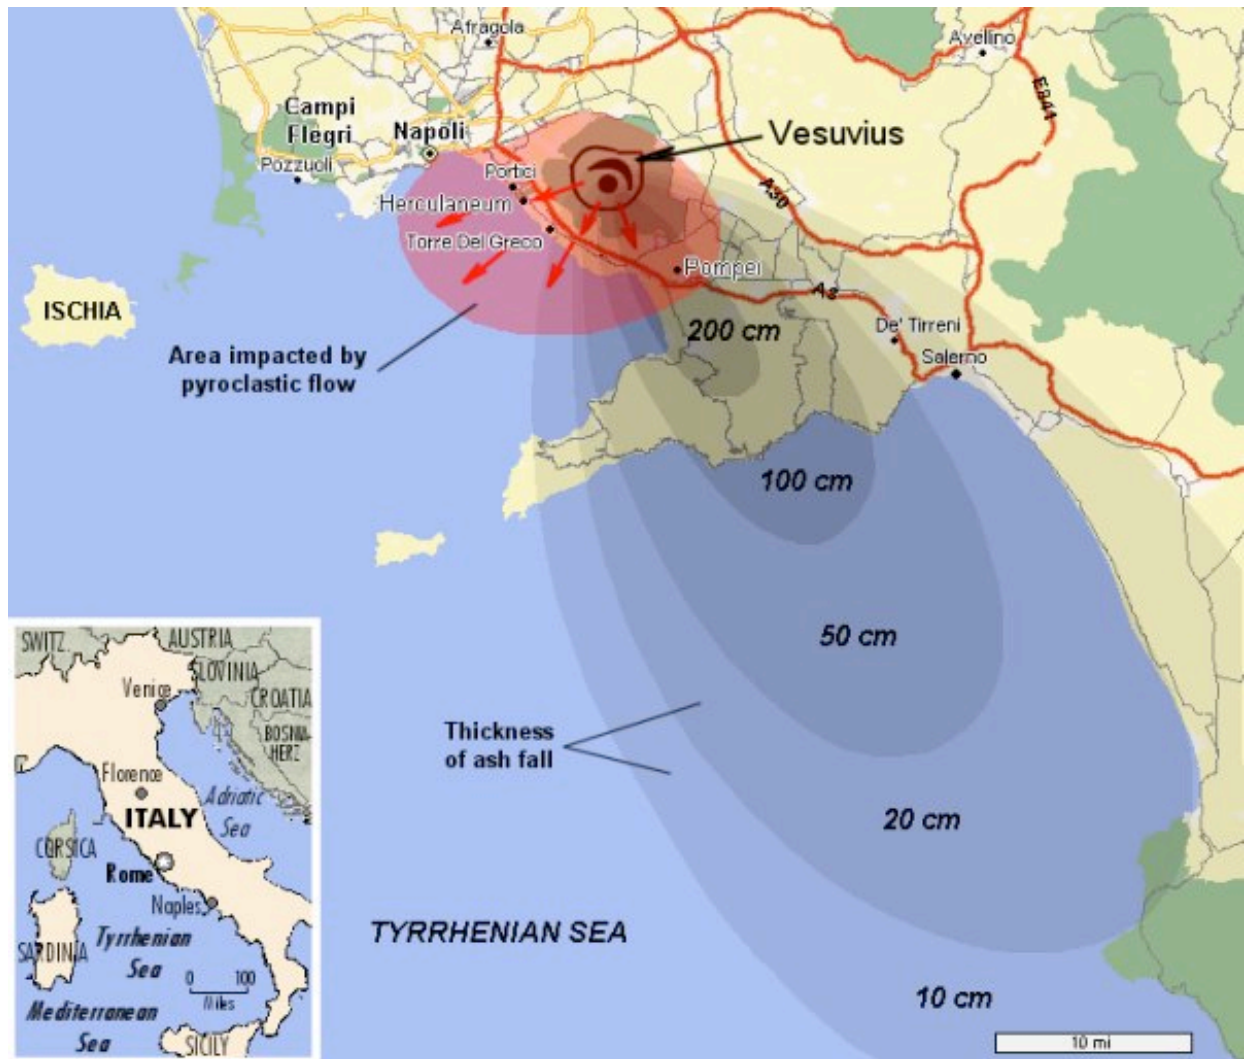 Afragola
Avellino
E841
Campi
Flegri
Napoli
Vesuvius
Pozzuoli
Portici
A30
Herculaneum
Torre Del Greco
Pompei
A3
ISCHIA
200 cm
De' Tirreni
Salerno
Area impacted by
pyroclastic flow
100 cm
50 cm
Thickness
of ash fall
20 cm
TYRRHENIAN SEA
10 cm
10 mi
SWITZ.
AUSTRIA
SLOVINIA
Venice
CROATIA
BOSNIA
HERZ
Florence
Adriatic
Sea
ITALY
CORSICA
Rome
Naples
SARDINIA
Tyrrhenian
Sea
0 100
Miles
Mediterranean
Sea
SICILY